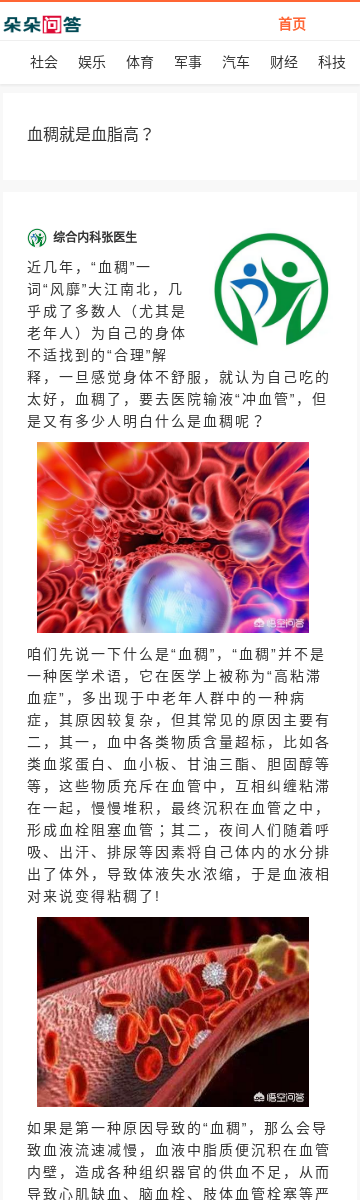 朵朵问答
首页
社会 娱乐 体育 军事 汽车 财经 科技
血稠就是血脂高？
综合内科张医生
近几年，“血稠”一
词“风靡”大江南北，几
乎成了多数人（尤其是
老年人）为自己的身体
不适找到的“合理”解
释，一旦感觉身体不舒服，就认为自己吃的
太好，血稠了，要去医院输液“冲血管”，但
是又有多少人明白什么是血稠呢？
悟空问答
咱们先说一下什么是“血稠”，“血稠”并不是
一种医学术语，它在医学上被称为“高粘滞
血症”，多出现于中老年人群中的一种病
症，其原因较复杂，但其常见的原因主要有
二，其一，血中各类物质含量超标，比如各
类血浆蛋白、血小板、甘油三酯、胆固醇等
等，这些物质充斥在血管中，互相纠缠粘滞
在一起，慢慢堆积，最终沉积在血管之中，
形成血栓阻塞血管；其二，夜间人们随着呼
吸、出汗、排尿等因素将自己体内的水分排
出了体外，导致体液失水浓缩，于是血液相
对来说变得粘稠了!
悟空问答
如果是第一种原因导致的“血稠”，那么会导
致血液流速减慢，血液中脂质便沉积在血管
内壁，造成各种组织器官的供血不足，从而
导致心肌缺血、脑血栓、肢体血管栓塞等严